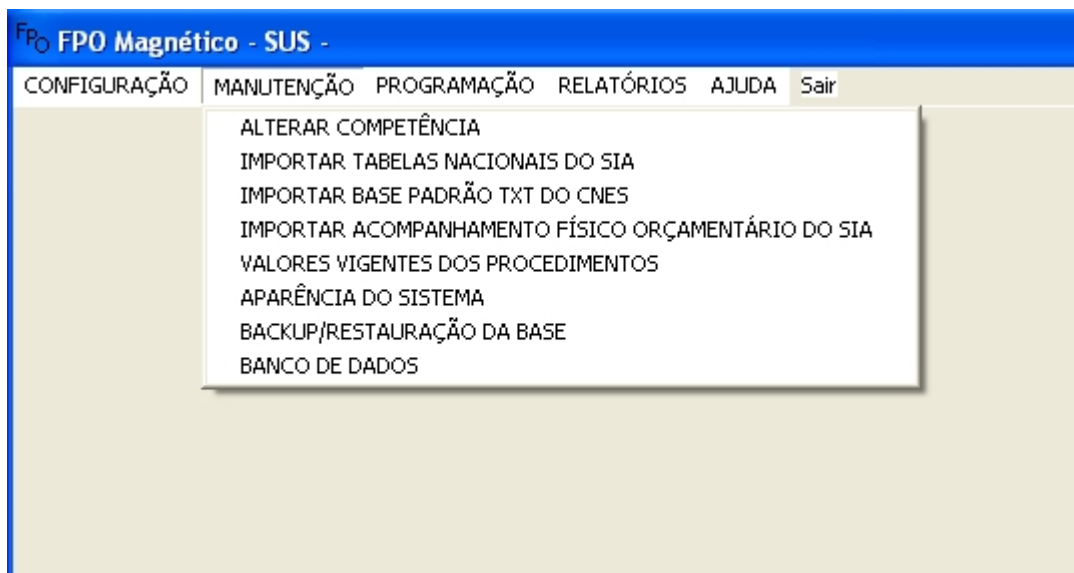 FPO FPO Magnético - SUS -
CONFIGURAÇÃO MANUTENÇÃO PROGRAMAÇÃO RELATÓRIOS AJUDA Sair
ALTERAR COMPETÊNCIA
IMPORTAR TABELAS NACIONAIS DO SIA
IMPORTAR BASE PADRÃO TXT DO CNES
IMPORTAR ACOMPANHAMENTO FÍSICO ORÇAMENTÁRIO DO SIA
VALORES VIGENTES DOS PROCEDIMENTOS
APARÊNCIA DO SISTEMA
BACKUP/RESTAURAÇÃO DA BASE
BANCO DE DADOS